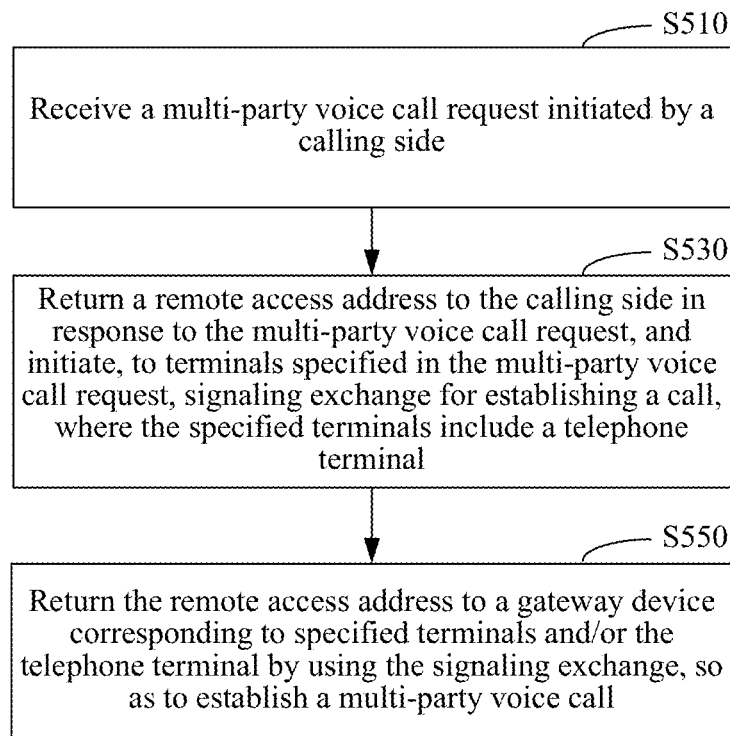 S510
Receive a multi-party voice call request initiated by a
calling side
S530
Return a remote access address to the calling side in
response to the multi-party voice call request, and
initiate, to terminals specified in the multi-party voice
call request, signaling exchange for establishing a call,
where the specified terminals include a telephone
terminal
S550
Return the remote access address to a gateway device
corresponding to specified terminals and/or the
telephone terminal by using the signaling exchange, so
as to establish a multi-party voice call